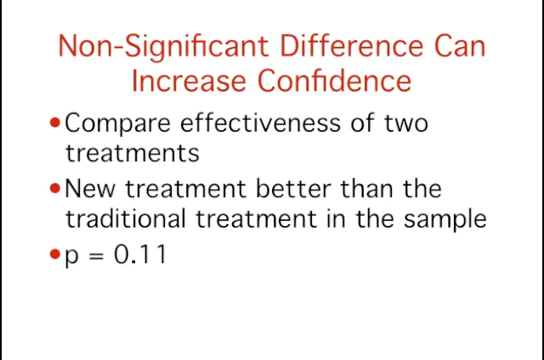 Non-Significant Difference Can
Increase Confidence
•Compare effectiveness of two
treatments
•New treatment better than the
traditional treatment in the sample
•p = 0.11